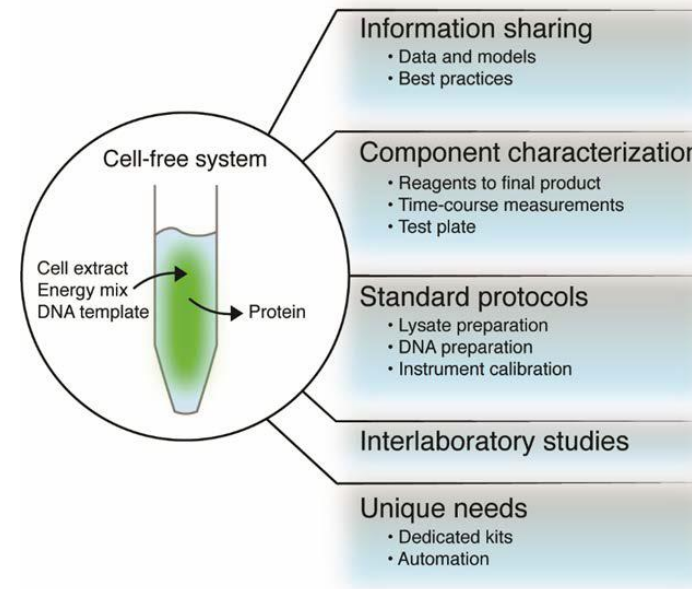 Cell-free system
Cell extract
Energy mix
DNA template
Protein
Information sharing
• Data and models
• Best practices
Component characterization
• Reagents to final product
• Time-course measurements
• Test plate
Standard protocols
• Lysate preparation
• DNA preparation
• Instrument calibration
Interlaboratory studies
Unique needs
• Dedicated kits
• Automation